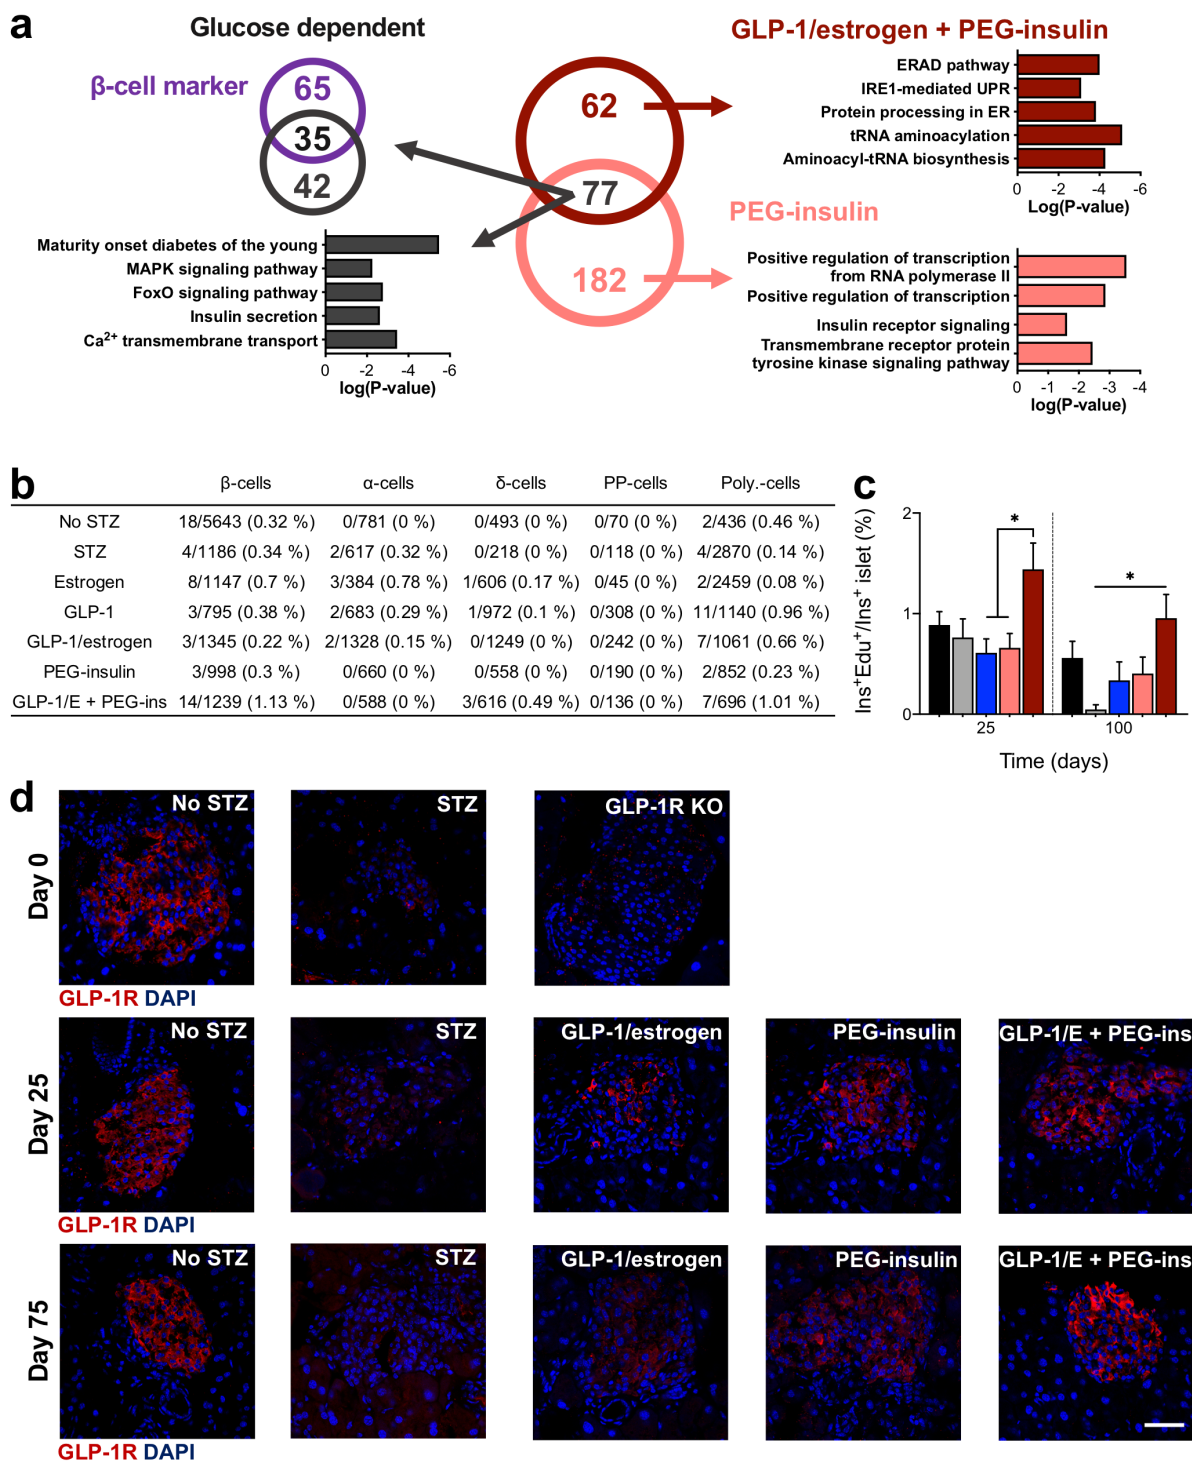 a
Glucose dependent
GLP-1/estrogen + PEG-insulin
β-cell marker
65
35
42
62
77
182
ERAD pathway
IRE1-mediated UPR
Protein processing in ER
tRNA aminoacylation
Aminoacyl-tRNA biosynthesis
0 -2 -4 -6
Log(P-value)
PEG-insulin
Maturity onset diabetes of the young
MAPK signaling pathway
FoxO signaling pathway
Insulin secretion
Ca²⁺ transmembrane transport
0 -2 -4 -6
log(P-value)
Positive regulation of transcription
from RNA polymerase II
Positive regulation of transcription
Insulin receptor signaling
Transmembrane receptor protein
tyrosine kinase signaling pathway
0 -1 -2 -3 -4
log(P-value)
b
β-cells α-cells δ-cells PP-cells Poly.-cells
No STZ 18/5643 (0.32 %) 0/781 (0 %) 0/493 (0 %) 0/70 (0 %) 2/436 (0.46 %)
STZ 4/1186 (0.34 %) 2/617 (0.32 %) 0/218 (0 %) 0/118 (0 %) 4/2870 (0.14 %)
Estrogen 8/1147 (0.7 %) 3/384 (0.78 %) 1/606 (0.17 %) 0/45 (0 %) 2/2459 (0.08 %)
GLP-1 3/795 (0.38 %) 2/683 (0.29 %) 1/972 (0.1 %) 0/308 (0 %) 11/1140 (0.96 %)
GLP-1/estrogen 3/1345 (0.22 %) 2/1328 (0.15 %) 0/1249 (0 %) 0/242 (0 %) 7/1061 (0.66 %)
PEG-insulin 3/998 (0.3 %) 0/660 (0 %) 0/558 (0 %) 0/190 (0 %) 2/852 (0.23 %)
GLP-1/E + PEG-ins 14/1239 (1.13 %) 0/588 (0 %) 3/616 (0.49 %) 0/136 (0 %) 7/696 (1.01 %)
c
Ins⁺Edu⁺/Ins⁺ islet (%)
2
1
0
*
*
25 100
Time (days)
d
Day 0
No STZ
STZ
GLP-1R KO
GLP-1R DAPI
Day 25
No STZ
STZ
GLP-1/estrogen
PEG-insulin
GLP-1/E + PEG-ins
GLP-1R DAPI
Day 75
No STZ
STZ
GLP-1/estrogen
PEG-insulin
GLP-1/E + PEG-ins
GLP-1R DAPI